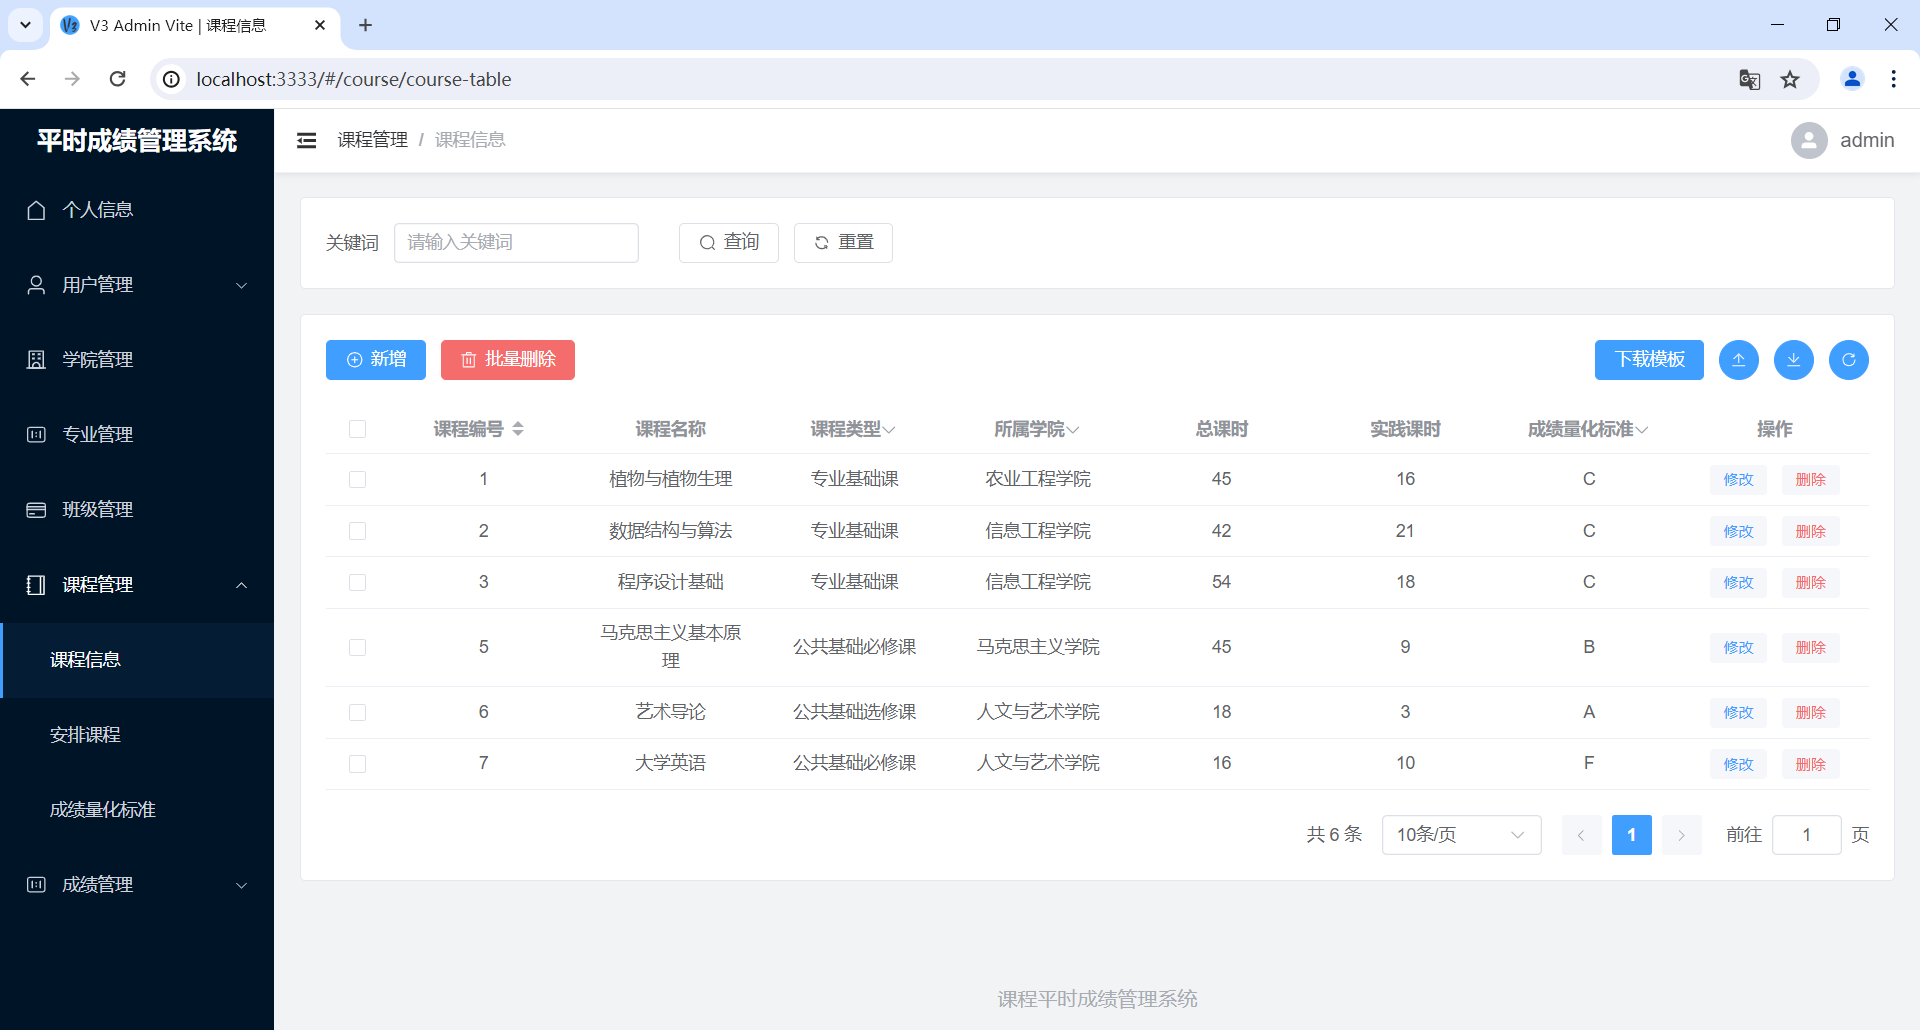 V3 Admin Vite | 课程信息
localhost:3333/#/course/course-table
平时成绩管理系统
个人信息
用户管理
学院管理
专业管理
班级管理
课程管理
课程信息
安排课程
成绩量化标准
成绩管理
课程管理 / 课程信息
admin
关键词 请输入关键词 查询 重置
新增 批量删除 下载模板
课程编号 课程名称 课程类型 所属学院 总课时 实践课时 成绩量化标准 操作
1 植物与植物生理 专业基础课 农业工程学院 45 16 C 修改 删除
2 数据结构与算法 专业基础课 信息工程学院 42 21 C 修改 删除
3 程序设计基础 专业基础课 信息工程学院 54 18 C 修改 删除
5 马克思主义基本原
理 公共基础必修课 马克思主义学院 45 9 B 修改 删除
6 艺术导论 公共基础选修课 人文与艺术学院 18 3 A 修改 删除
7 大学英语 公共基础必修课 人文与艺术学院 16 10 F 修改 删除
共 6 条 10条/页 1 前往 1 页
课程平时成绩管理系统